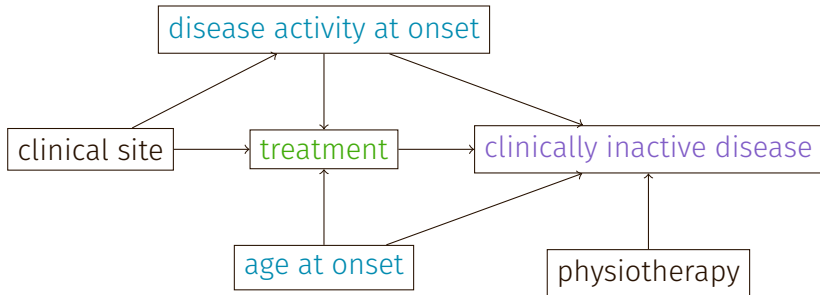 disease activity at onset
clinical site
treatment
clinically inactive disease
age at onset
physiotherapy